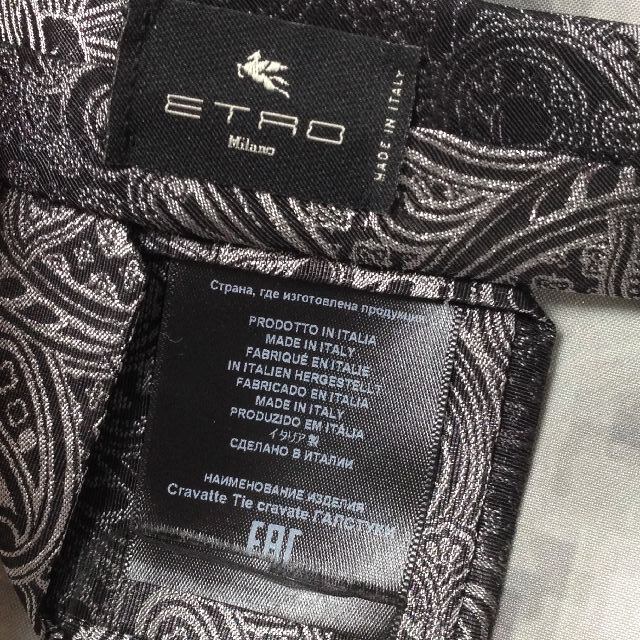 ETRO
Milano
MADE IN ITALY
Страна, где изготовлена продукция
PRODOTTO IN ITALIA
MADE IN ITALY
FABRIQUÉ EN ITALIE
IN ITALIEN HERGESTELLT
FABRICADO EN ITALIA
MADE IN ITALY
PRODUZIDO EM ITALIA
イタリア製
СДЕЛАНО В ИТАЛИИ
НАИМЕНОВАНИЕ ИЗДЕЛИЯ
Cravatte Tie cravate ГАЛСТУКИ
EAC